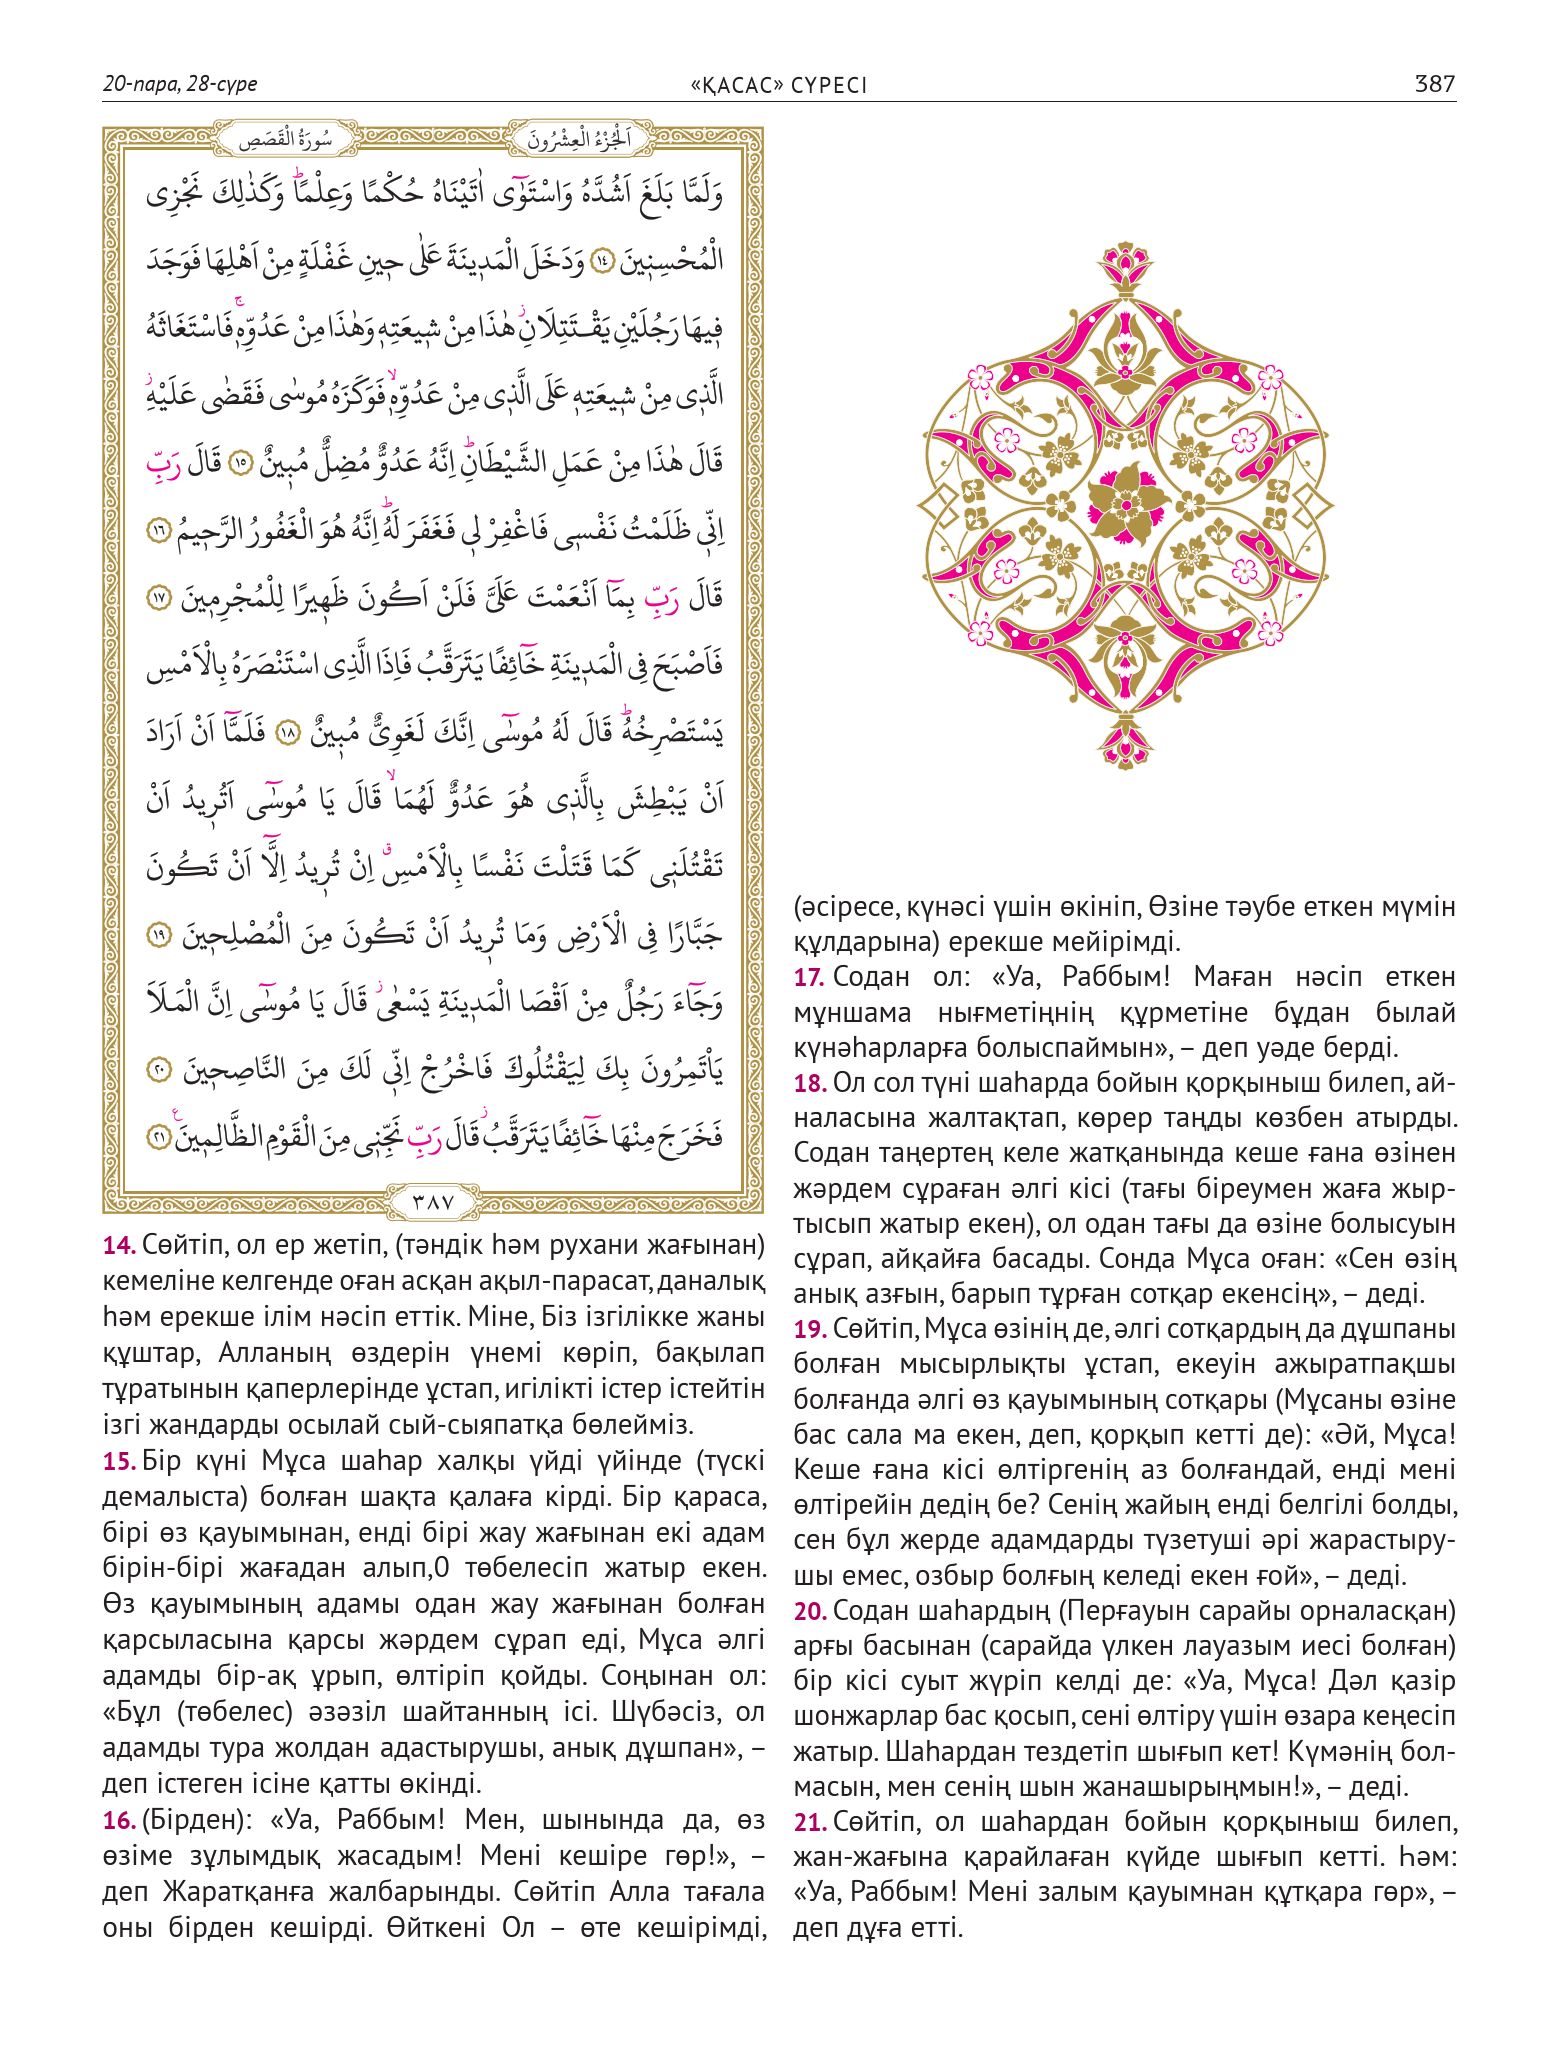 20-пара, 28-сүре
«ҚАСАС» СҮРЕСІ
387
اَلْجُزْءُ الْعِشْرُونَ
سُورَةُ الْقَصَصِ
وَلَمَّا بَلَغَ اَشُدَّهُ وَاسْتَوٰٓى اٰتَيْنَاهُ حُكْمًا وَعِلْمًاؕ وَكَذٰلِكَ نَجْزِى
الْمُحْسِن۪ينَ ﴿١٤﴾ وَدَخَلَ الْمَد۪ينَةَ عَلٰى ح۪ينِ غَفْلَةٍ مِنْ اَهْلِهَا فَوَجَدَ
ف۪يهَا رَجُلَيْنِ يَقْتَتِلَانِۘ هٰذَا مِنْ ش۪يعَتِه۪ وَهٰذَا مِنْ عَدُوِّه۪ۚ فَاسْتَغَاثَهُ
الَّذ۪ى مِنْ ش۪يعَتِه۪ عَلَى الَّذ۪ى مِنْ عَدُوِّه۪ۙ فَوَكَزَهُ مُوسٰى فَقَضٰى عَلَيْهِؗ
قَالَ هٰذَا مِنْ عَمَلِ الشَّيْطَانِؕ اِنَّهُ عَدُوٌّ مُضِلٌّ مُب۪ينٌ ﴿١٥﴾ قَالَ رَبِّ
اِنّ۪ى ظَلَمْتُ نَفْس۪ى فَاغْفِرْ ل۪ى فَغَفَرَ لَهُؕ اِنَّهُ هُوَ الْغَفُورُ الرَّح۪يمُ ﴿١٦﴾
قَالَ رَبِّ بِمَٓا اَنْعَمْتَ عَلَىَّ فَلَنْ اَكُونَ ظَه۪يرًا لِلْمُجْرِم۪ينَ ﴿١٧﴾
فَاَصْبَحَ فِى الْمَد۪ينَةِ خَٓائِفًا يَتَرَقَّبُ فَاِذَا الَّذِى اسْتَنْصَرَهُ بِالْاَمْسِ
يَسْتَصْرِخُهُؕ قَالَ لَهُ مُوسٰٓى اِنَّكَ لَغَوِىٌّ مُب۪ينٌ ﴿١٨﴾ فَلَمَّٓا اَنْ اَرَادَ
اَنْ يَبْطِشَ بِالَّذ۪ى هُوَ عَدُوٌّ لَهُمَاۙ قَالَ يَا مُوسٰٓى اَتُر۪يدُ اَنْ
تَقْتُلَن۪ى كَمَا قَتَلْتَ نَفْسًا بِالْاَمْسِۗ اِنْ تُر۪يدُ اِلَّٓا اَنْ تَكُونَ
جَبَّارًا فِى الْاَرْضِ وَمَا تُر۪يدُ اَنْ تَكُونَ مِنَ الْمُصْلِح۪ينَ ﴿١٩﴾
وَجَٓاءَ رَجُلٌ مِنْ اَقْصَا الْمَد۪ينَةِ يَسْعٰىؗ قَالَ يَا مُوسٰٓى اِنَّ الْمَلَاَ
يَاْتَمِرُونَ بِكَ لِيَقْتُلُوكَ فَاخْرُجْ اِنّ۪ى لَكَ مِنَ النَّاصِح۪ينَ ﴿٢٠﴾
فَخَرَجَ مِنْهَا خَٓائِفًا يَتَرَقَّبُؗ قَالَ رَبِّ نَجِّن۪ى مِنَ الْقَوْمِ الظَّالِم۪ينَ ﴿٢١﴾ ع
٣٨٧
14. Сөйтіп, ол ер жетіп, (тәндік һәм рухани жағынан)
кемеліне келгенде оған асқан ақыл-парасат, даналық
һәм ерекше ілім нәсіп еттік. Міне, Біз ізгілікке жаны
құштар, Алланың өздерін үнемі көріп, бақылап
тұратынын қаперлерінде ұстап, игілікті істер істейтін
ізгі жандарды осылай сый-сыяпатқа бөлейміз.
15. Бір күні Мұса шаһар халқы үйді үйінде (түскі
демалыста) болған шақта қалаға кірді. Бір қараса,
бірі өз қауымынан, енді бірі жау жағынан екі адам
бірін-бірі жағадан алып,0 төбелесіп жатыр екен.
Өз қауымының адамы одан жау жағынан болған
қарсыласына қарсы жәрдем сұрап еді, Мұса әлгі
адамды бір-ақ ұрып, өлтіріп қойды. Соңынан ол:
«Бұл (төбелес) әзәзіл шайтанның ісі. Шүбәсіз, ол
адамды тура жолдан адастырушы, анық дұшпан», –
деп істеген ісіне қатты өкінді.
16. (Бірден): «Уа, Раббым! Мен, шынында да, өз
өзіме зұлымдық жасадым! Мені кешіре гөр!», –
деп Жаратқанға жалбарынды. Сөйтіп Алла тағала
оны бірден кешірді. Өйткені Ол – өте кешірімді,
(әсіресе, күнәсі үшін өкініп, Өзіне тәубе еткен мүмін
құлдарына) ерекше мейірімді.
17. Содан ол: «Уа, Раббым! Маған нәсіп еткен
мұншама нығметіңнің құрметіне бұдан былай
күнәһарларға болыспаймын», – деп уәде берді.
18. Ол сол түні шаһарда бойын қорқыныш билеп, ай-
наласына жалтақтап, көрер таңды көзбен атырды.
Содан таңертең келе жатқанында кеше ғана өзінен
жәрдем сұраған әлгі кісі (тағы біреумен жаға жыр-
тысып жатыр екен), ол одан тағы да өзіне болысуын
сұрап, айқайға басады. Сонда Мұса оған: «Сен өзің
анық азғын, барып тұрған сотқар екенсің», – деді.
19. Сөйтіп, Мұса өзінің де, әлгі сотқардың да дұшпаны
болған мысырлықты ұстап, екеуін ажыратпақшы
болғанда әлгі өз қауымының сотқары (Мұсаны өзіне
бас сала ма екен, деп, қорқып кетті де): «Әй, Мұса!
Кеше ғана кісі өлтіргенің аз болғандай, енді мені
өлтірейін дедің бе? Сенің жайың енді белгілі болды,
сен бұл жерде адамдарды түзетуші әрі жарастыру-
шы емес, озбыр болғың келеді екен ғой», – деді.
20. Содан шаһардың (Перғауын сарайы орналасқан)
арғы басынан (сарайда үлкен лауазым иесі болған)
бір кісі суыт жүріп келді де: «Уа, Мұса! Дәл қазір
шонжарлар бас қосып, сені өлтіру үшін өзара кеңесіп
жатыр. Шаһардан тездетіп шығып кет! Күмәнің бол-
масын, мен сенің шын жанашырыңмын!», – деді.
21. Сөйтіп, ол шаһардан бойын қорқыныш билеп,
жан-жағына қарайлаған күйде шығып кетті. Һәм:
«Уа, Раббым! Мені залым қауымнан құтқара гөр», –
деп дұға етті.